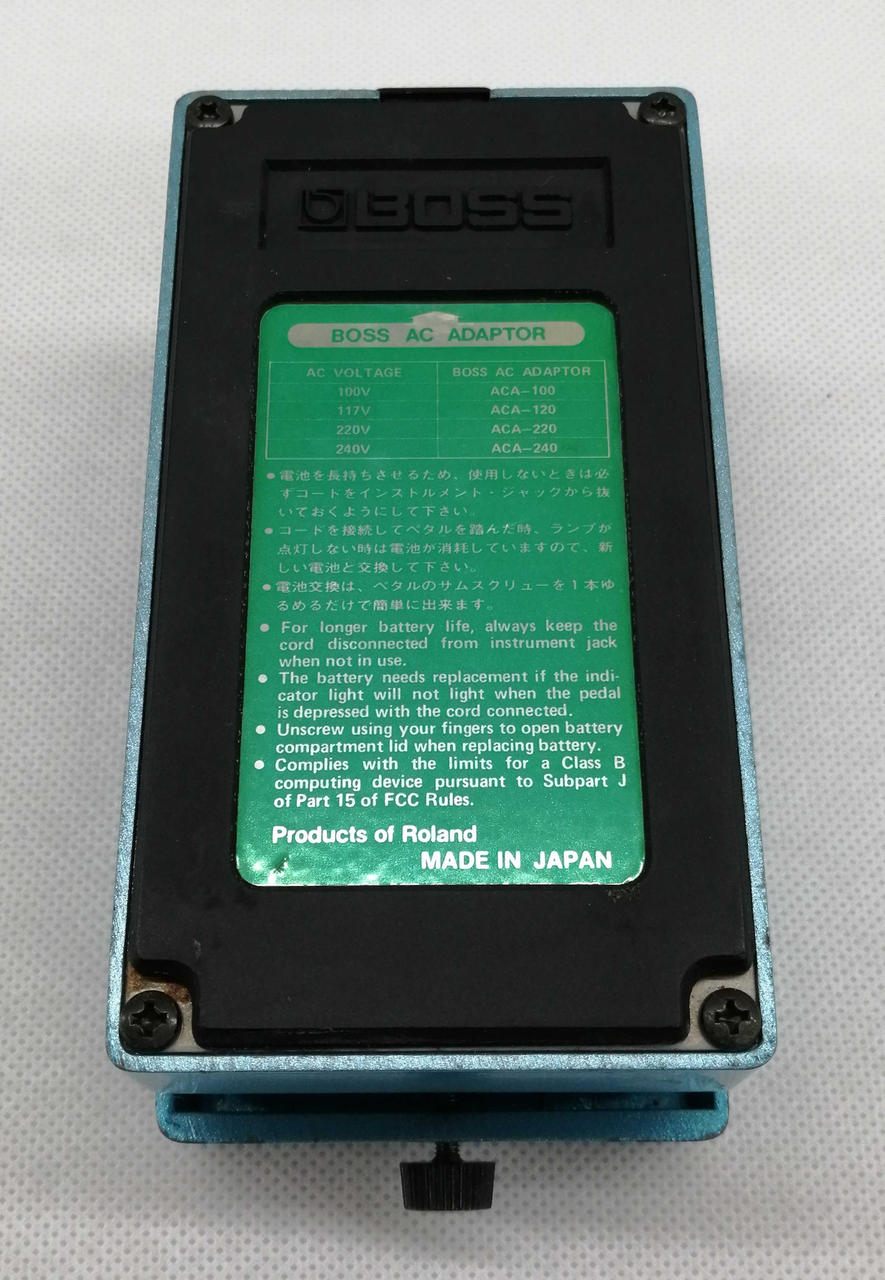 BOSS
BOSS AC ADAPTOR
AC VOLTAGE BOSS AC ADAPTOR
100V ACA-100
117V ACA-120
220V ACA-220
240V ACA-240
●電池を長持ちさせるため、使用しないときは必
ずコードをインストルメント・ジャックから抜
いておくようにして下さい。
●コードを接続してペタルを踏んだ時、ランプが
点灯しない時は電池が消耗していますので、新
しい電池と交換して下さい。
●電池交換は、ペタルのサムスクリューを1本ゆ
るめるだけで簡単に出来ます。
● For longer battery life, always keep the
cord disconnected from instrument jack
when not in use.
● The battery needs replacement if the indi-
cator light will not light when the pedal
is depressed with the cord connected.
● Unscrew using your fingers to open battery
compartment lid when replacing battery.
● Complies with the limits for a Class B
computing device pursuant to Subpart J
of Part 15 of FCC Rules.
Products of Roland
MADE IN JAPAN